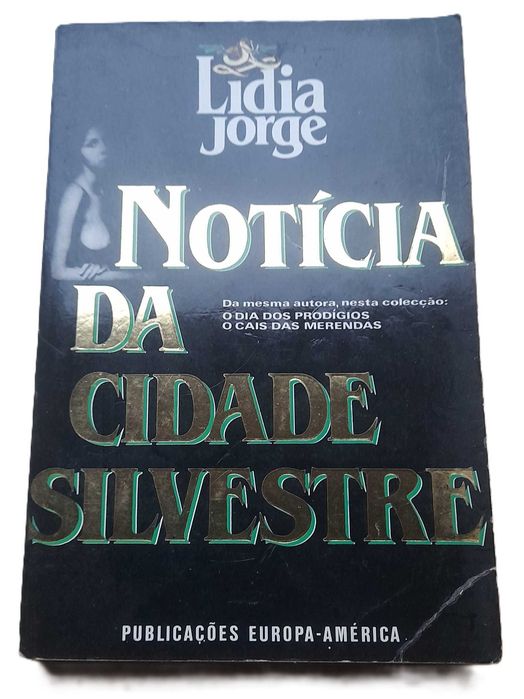 Lídia
Jorge
NOTÍCIA
DA
Da mesma autora, nesta colecção:
O DIA DOS PRODÍGIOS
O CAIS DAS MERENDAS
CIDADE
SILVESTRE
PUBLICAÇÕES EUROPA-AMÉRICA